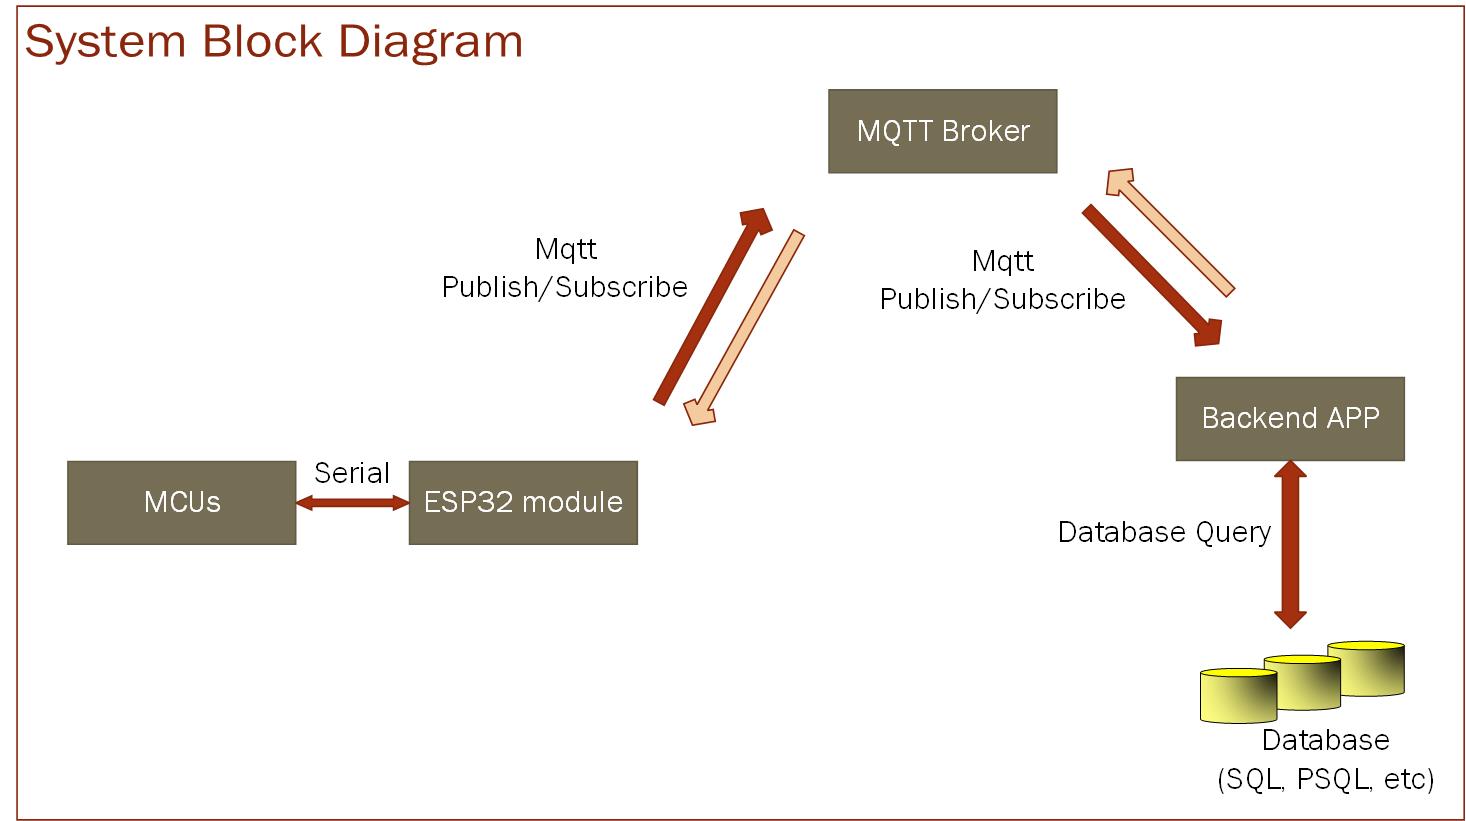 System Block Diagram
MQTT Broker
Mqtt
Publish/Subscribe
Mqtt
Publish/Subscribe
Backend APP
Serial
MCUs
ESP32 module
Database Query
Database
(SQL, PSQL, etc)